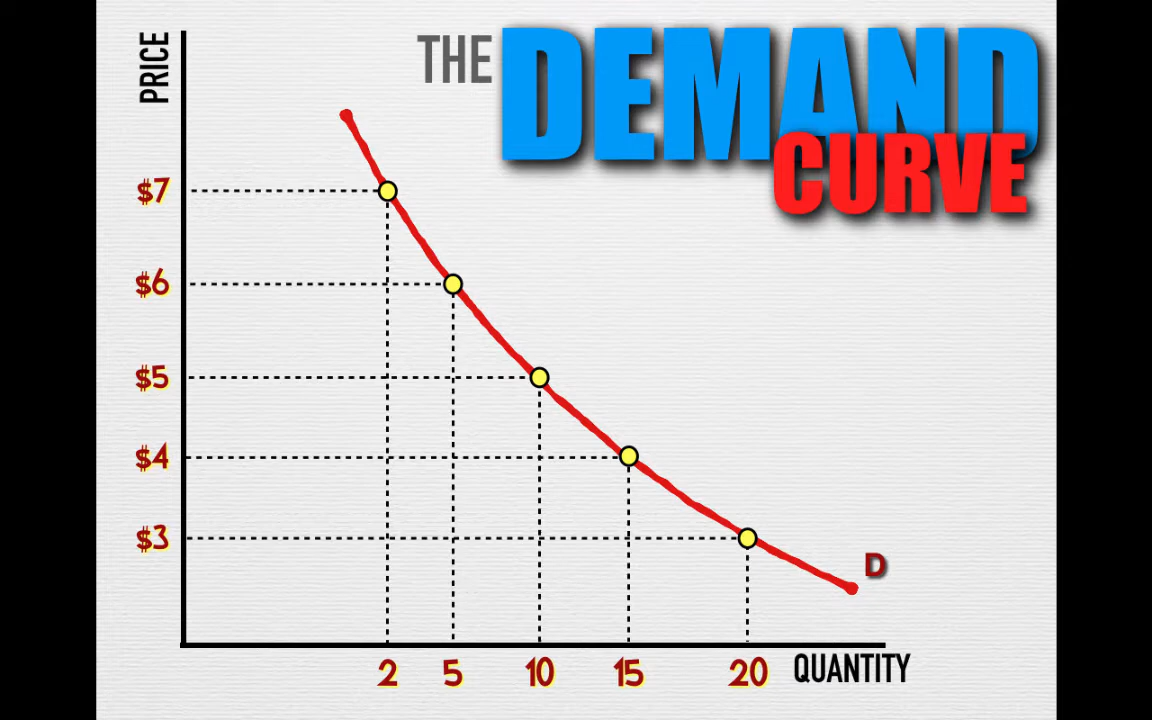 THE DEMAND
CURVE
PRICE
$7
$6
$5
$4
$3
D
2 5 10 15 20 QUANTITY